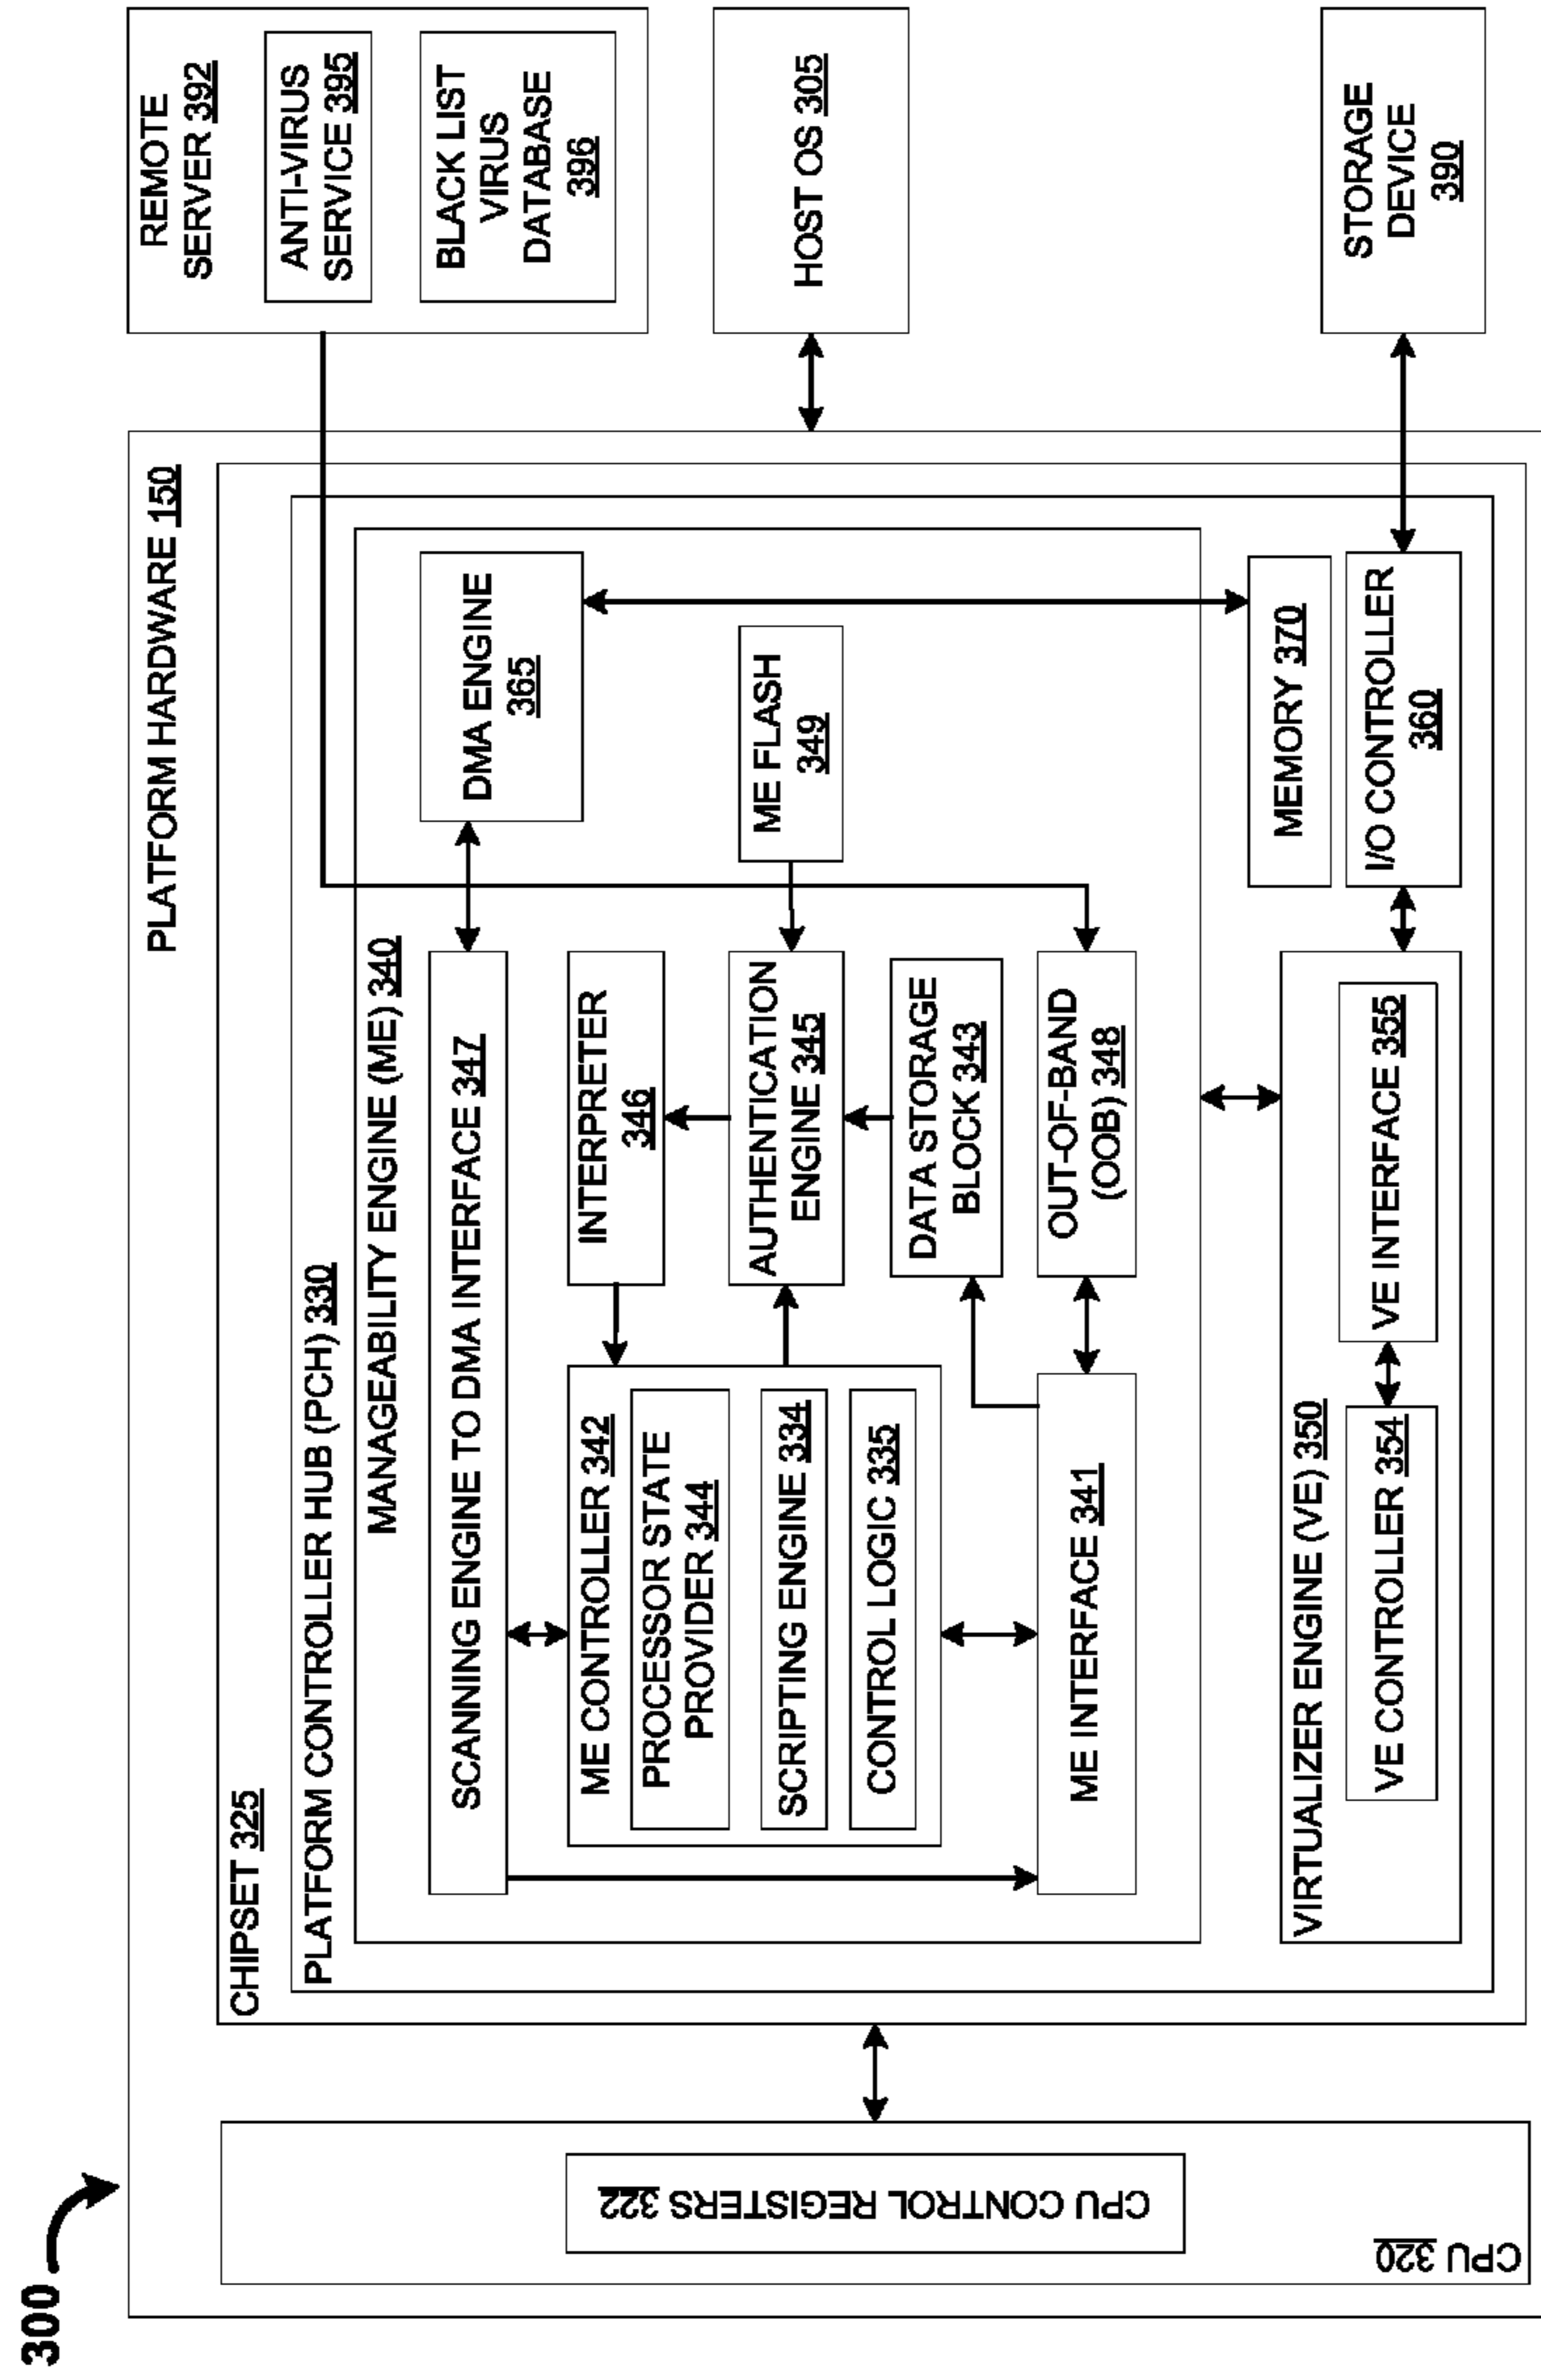 300
PLATFORM HARDWARE 150
CPU 320
CPU CONTROL REGISTERS 322
CHIPSET 325
PLATFORM CONTROLLER HUB (PCH) 330
MANAGEABILITY ENGINE (ME) 340
SCANNING ENGINE TO DMA INTERFACE 347
ME CONTROLLER 342
PROCESSOR STATE
PROVIDER 344
SCRIPTING ENGINE 334
CONTROL LOGIC 335
ME INTERFACE 341
INTERPRETER
346
AUTHENTICATION
ENGINE 345
DATA STORAGE
BLOCK 343
OUT-OF-BAND
(OOB) 348
DMA ENGINE
365
ME FLASH
349
VIRTUALIZER ENGINE (VE) 350
VE CONTROLLER 354
VE INTERFACE 355
MEMORY 370
I/O CONTROLLER
360
REMOTE
SERVER 392
ANTI-VIRUS
SERVICE 395
BLACK LIST
VIRUS
DATABASE
396
HOST OS 305
STORAGE
DEVICE
390